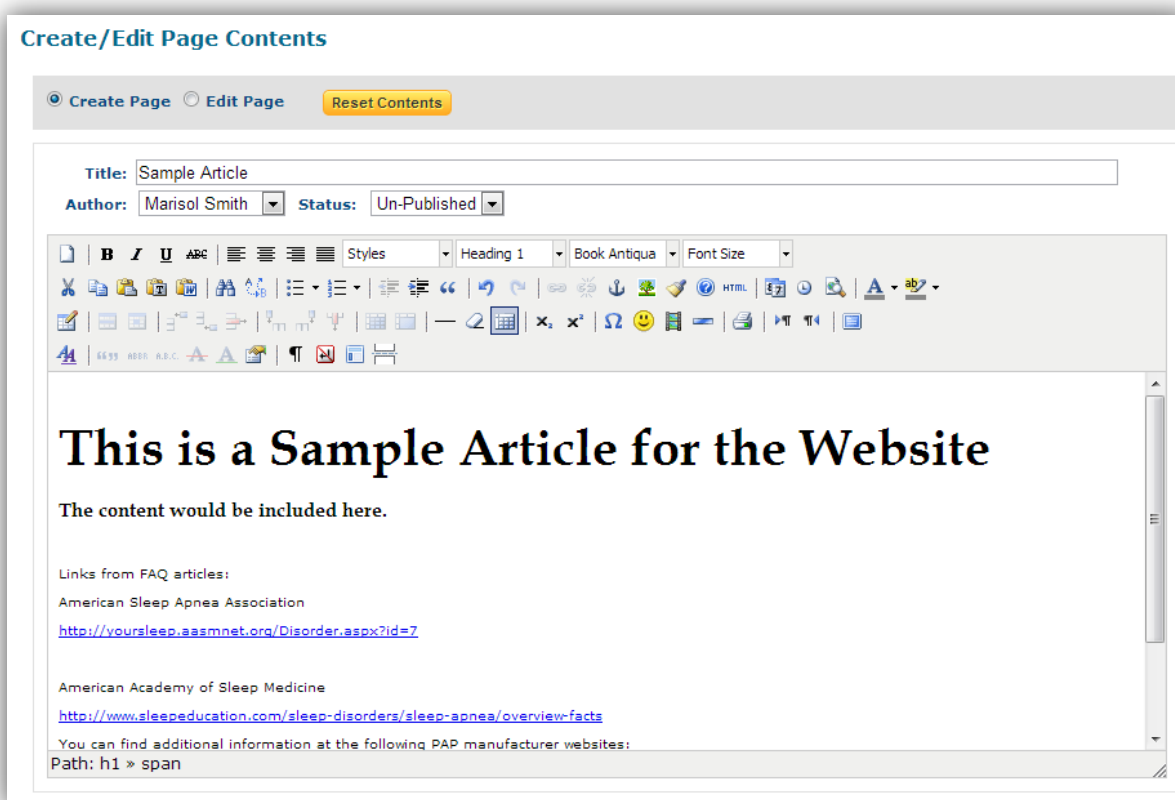 Create/Edit Page Contents
Create Page Edit Page Reset Contents
Title: Sample Article
Author: Marisol Smith Status: Un-Published
B I U ABC Styles Heading 1 Book Antiqua Font Size
HTML A ab
A A
This is a Sample Article for the Website
The content would be included here.
Links from FAQ articles:
American Sleep Apnea Association
http://yoursleep.aasmnet.org/Disorder.aspx?id=7
American Academy of Sleep Medicine
http://www.sleepeducation.com/sleep-disorders/sleep-apnea/overview-facts
You can find additional information at the following PAP manufacturer websites:
Path: h1 » span